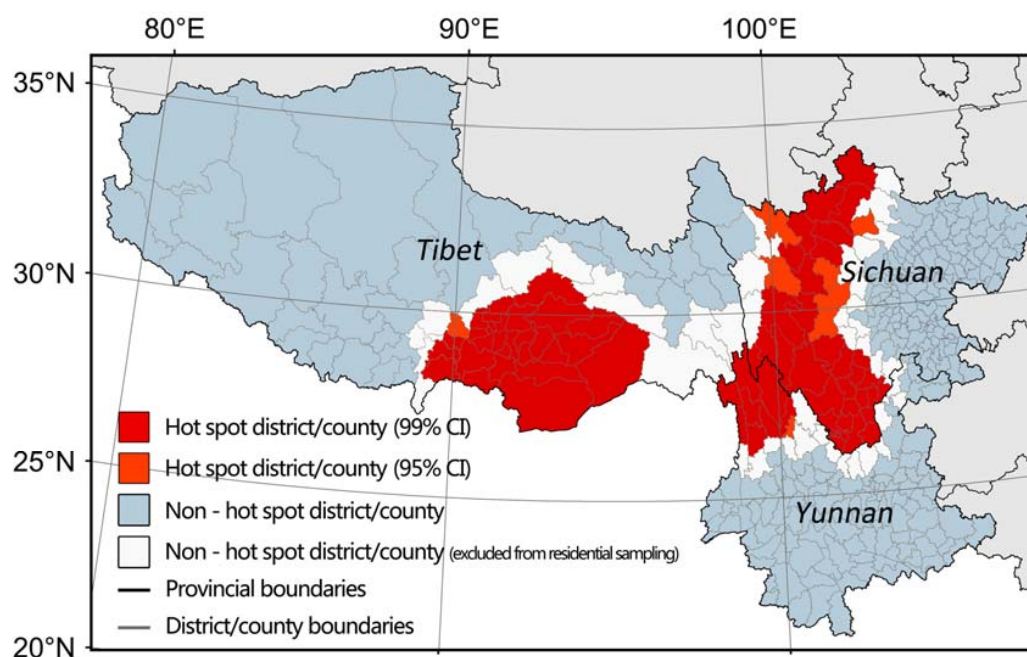 80°E 90°E 100°E
35°N
30°N
25°N
20°N
Tibet
Sichuan
Yunnan
Hot spot district/county (99% CI)
Hot spot district/county (95% CI)
Non - hot spot district/county
Non - hot spot district/county (excluded from residential sampling)
Provincial boundaries
District/county boundaries